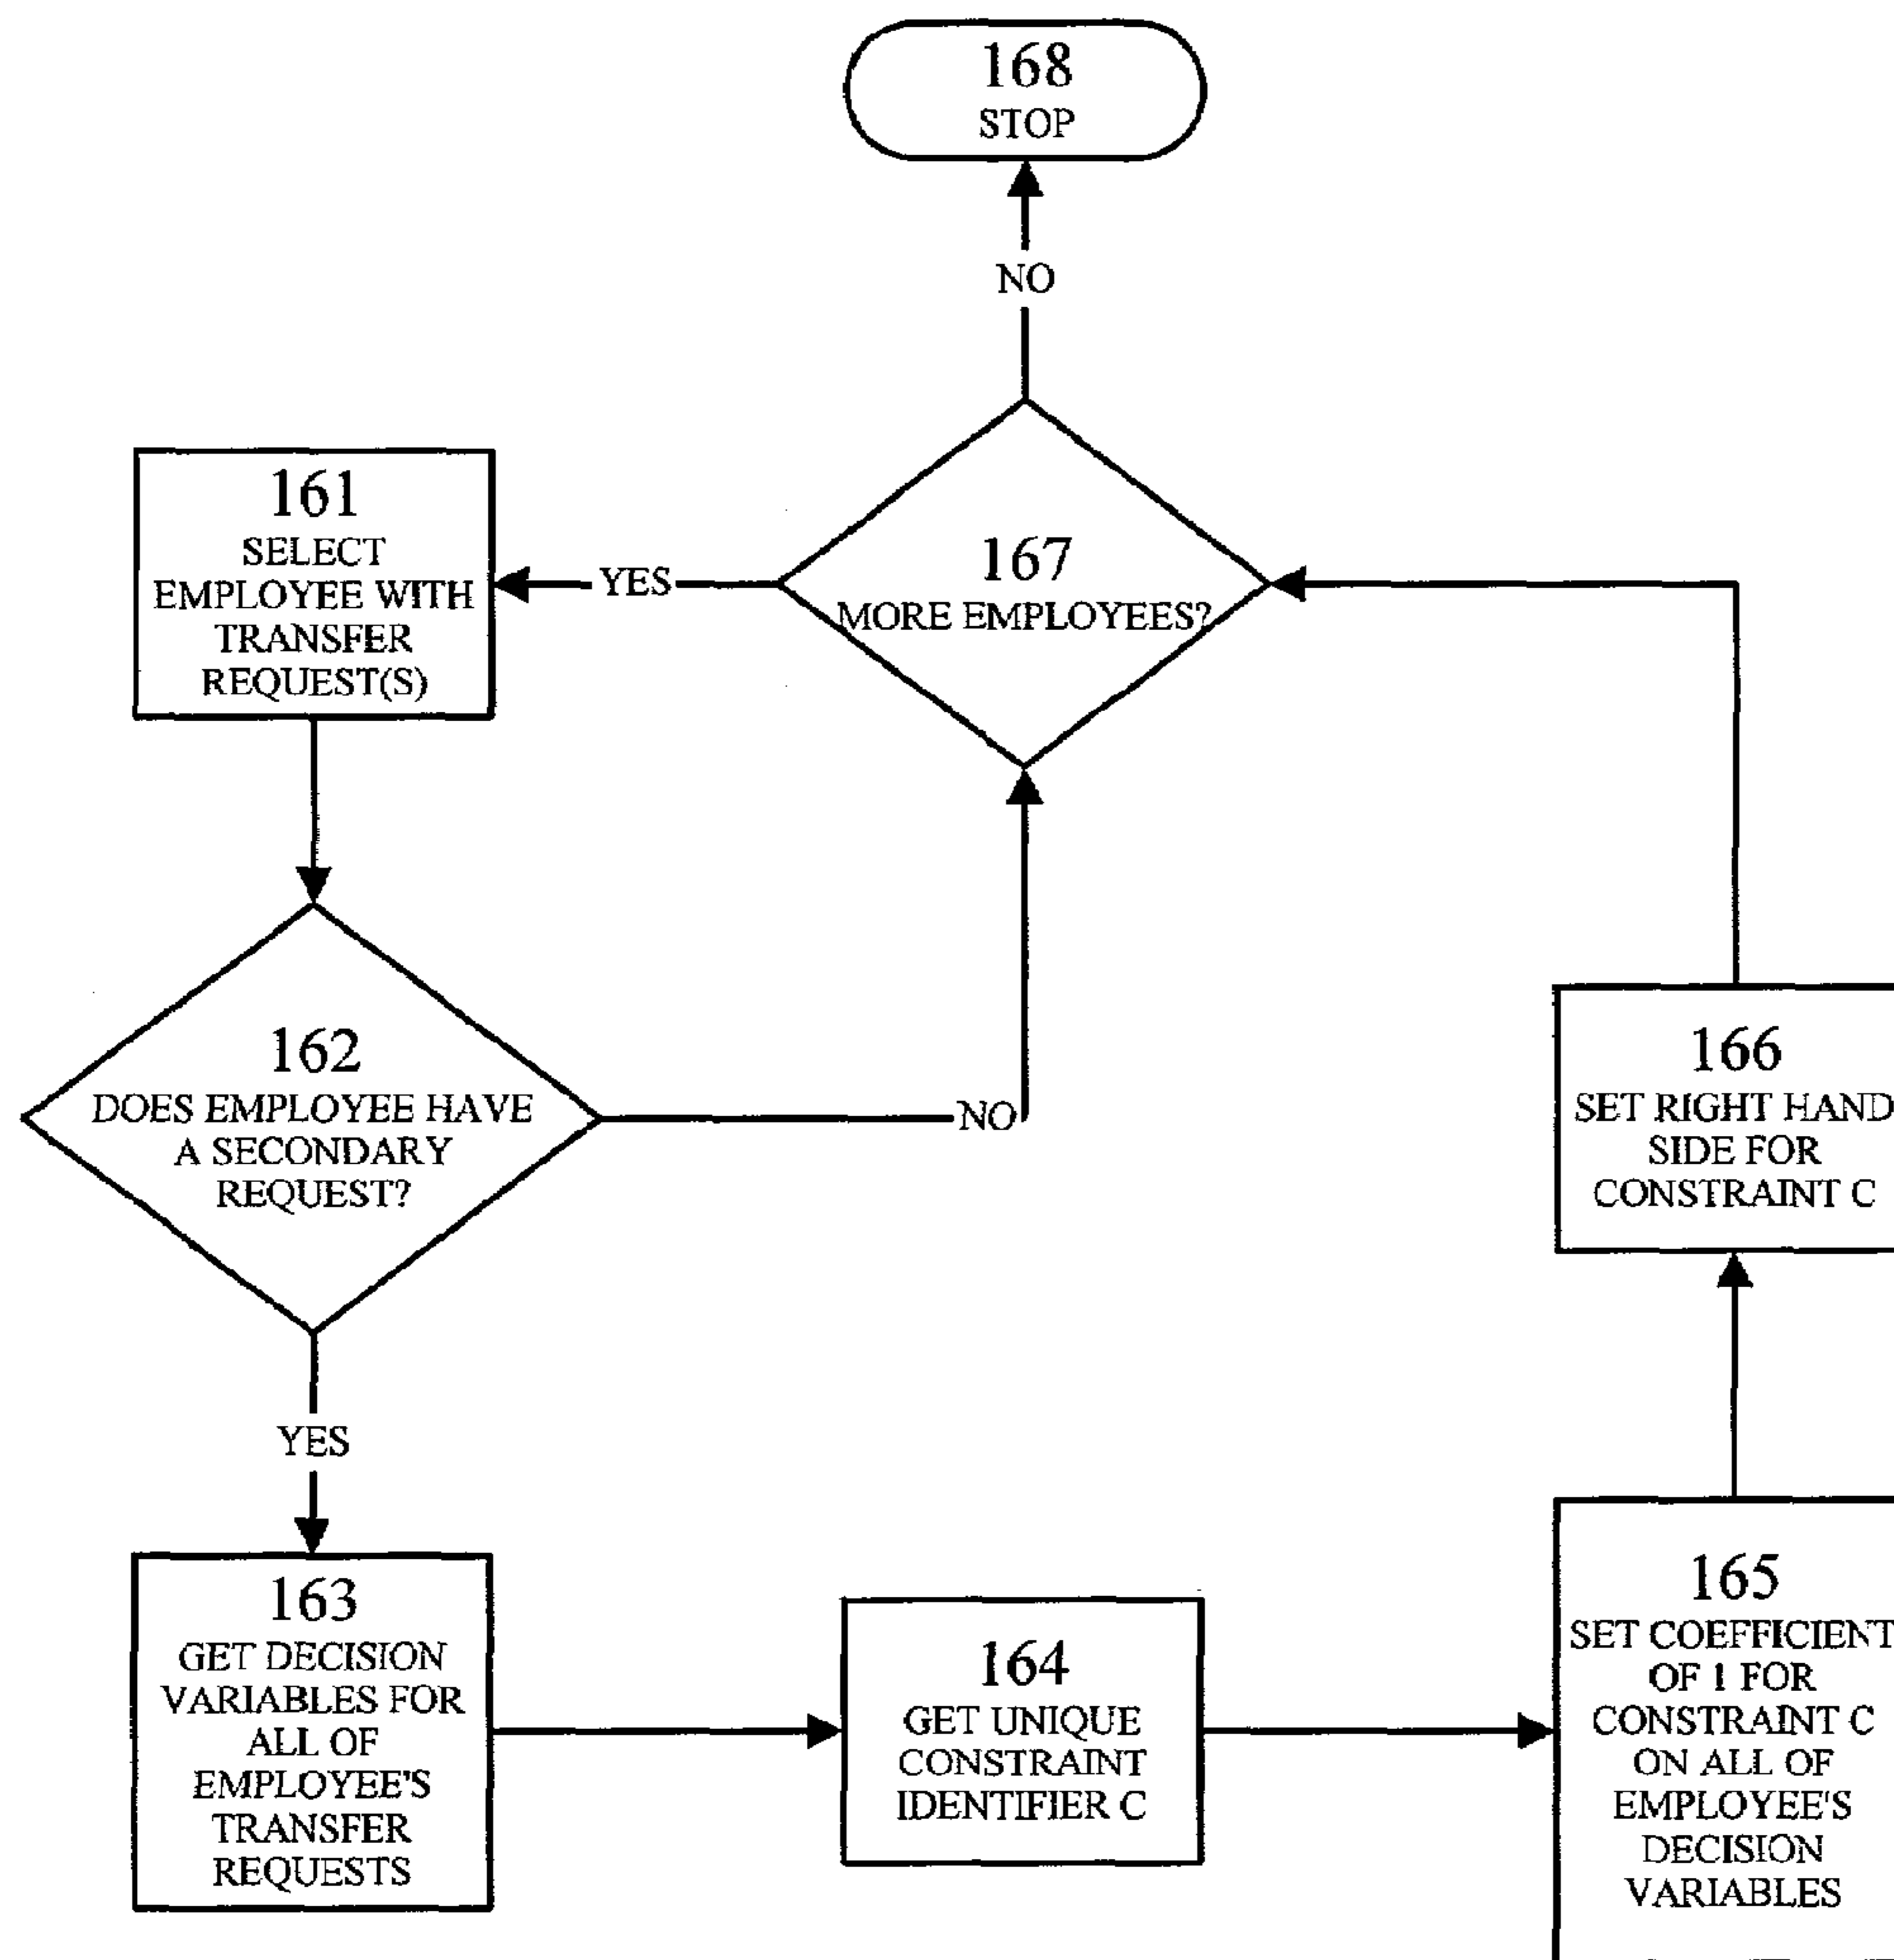 168
STOP
NO
161
SELECT
EMPLOYEE WITH
TRANSFER
REQUEST(S)
YES
167
MORE EMPLOYEES?
162
DOES EMPLOYEE HAVE
A SECONDARY
REQUEST?
NO
166
SET RIGHT HAND
SIDE FOR
CONSTRAINT C
YES
163
GET DECISION
VARIABLES FOR
ALL OF
EMPLOYEE'S
TRANSFER
REQUESTS
164
GET UNIQUE
CONSTRAINT
IDENTIFIER C
165
SET COEFFICIENT
OF 1 FOR
CONSTRAINT C
ON ALL OF
EMPLOYEE'S
DECISION
VARIABLES